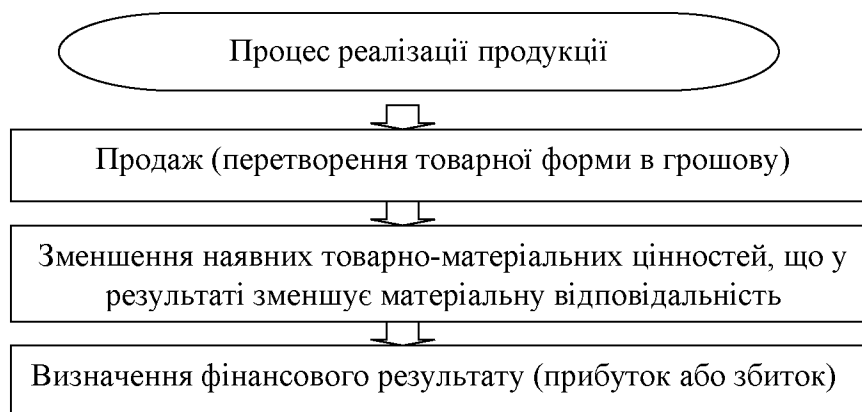 Процес реалізації продукції
Продаж (перетворення товарної форми в грошову)
Зменшення наявних товарно-матеріальних цінностей, що у
результаті зменшує матеріальну відповідальність
Визначення фінансового результату (прибуток або збиток)